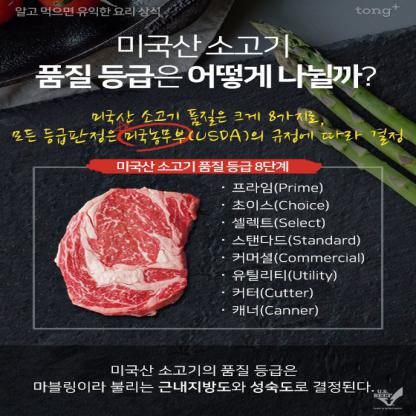 알고 먹으면 유익한 요리 상식
tong+
미국산 소고기
품질 등급은 어떻게 나뉠까?
미국산 소고기 품질은 크게 8가지로,
모든 등급판정은 미국농무부(USDA)의 규정에 따라 결정
미국산 소고기 품질 등급 8단계
· 프라임(Prime)
· 초이스(Choice)
· 셀렉트(Select)
· 스탠다드(Standard)
· 커머셜(Commercial)
· 유틸리티(Utility)
· 커터(Cutter)
· 캐너(Canner)
미국산 소고기의 품질 등급은
마블링이라 불리는 근내지방도와 성숙도로 결정된다.
U.S. BEEF